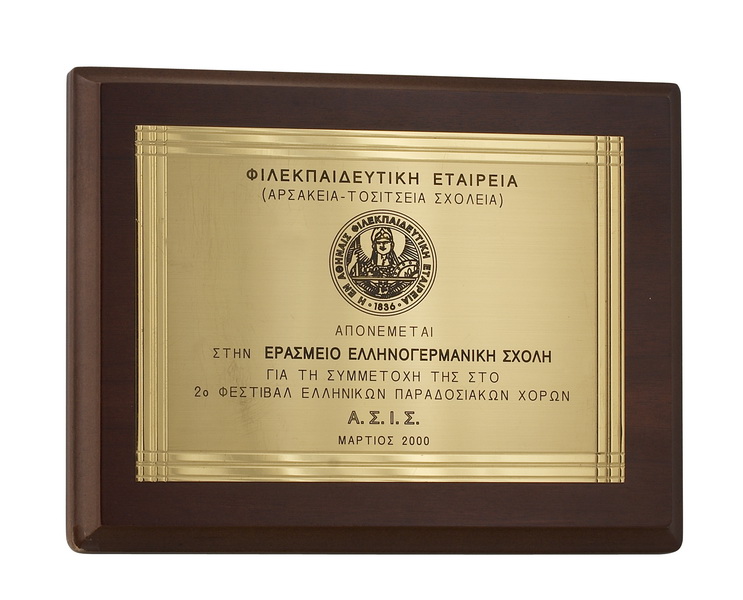 ΦΙΛΕΚΠΑΙΔΕΥΤΙΚΗ ΕΤΑΙΡΕΙΑ
(ΑΡΣΑΚΕΙΑ-ΤΟΣΙΤΣΕΙΑ ΣΧΟΛΕΙΑ)
Η ΕΝ ΑΘΗΝΑΙΣ ΦΙΛΕΚΠΑΙΔΕΥΤΙΚΗ ΕΤΑΙΡΕΙΑ
• 1836 •
ΑΠΟΝΕΜΕΤΑΙ
ΣΤΗΝ ΕΡΑΣΜΕΙΟ ΕΛΛΗΝΟΓΕΡΜΑΝΙΚΗ ΣΧΟΛΗ
ΓΙΑ ΤΗ ΣΥΜΜΕΤΟΧΗ ΤΗΣ ΣΤΟ
2ο ΦΕΣΤΙΒΑΛ ΕΛΛΗΝΙΚΩΝ ΠΑΡΑΔΟΣΙΑΚΩΝ ΧΟΡΩΝ
Α.Σ.Ι.Σ.
ΜΑΡΤΙΟΣ 2000